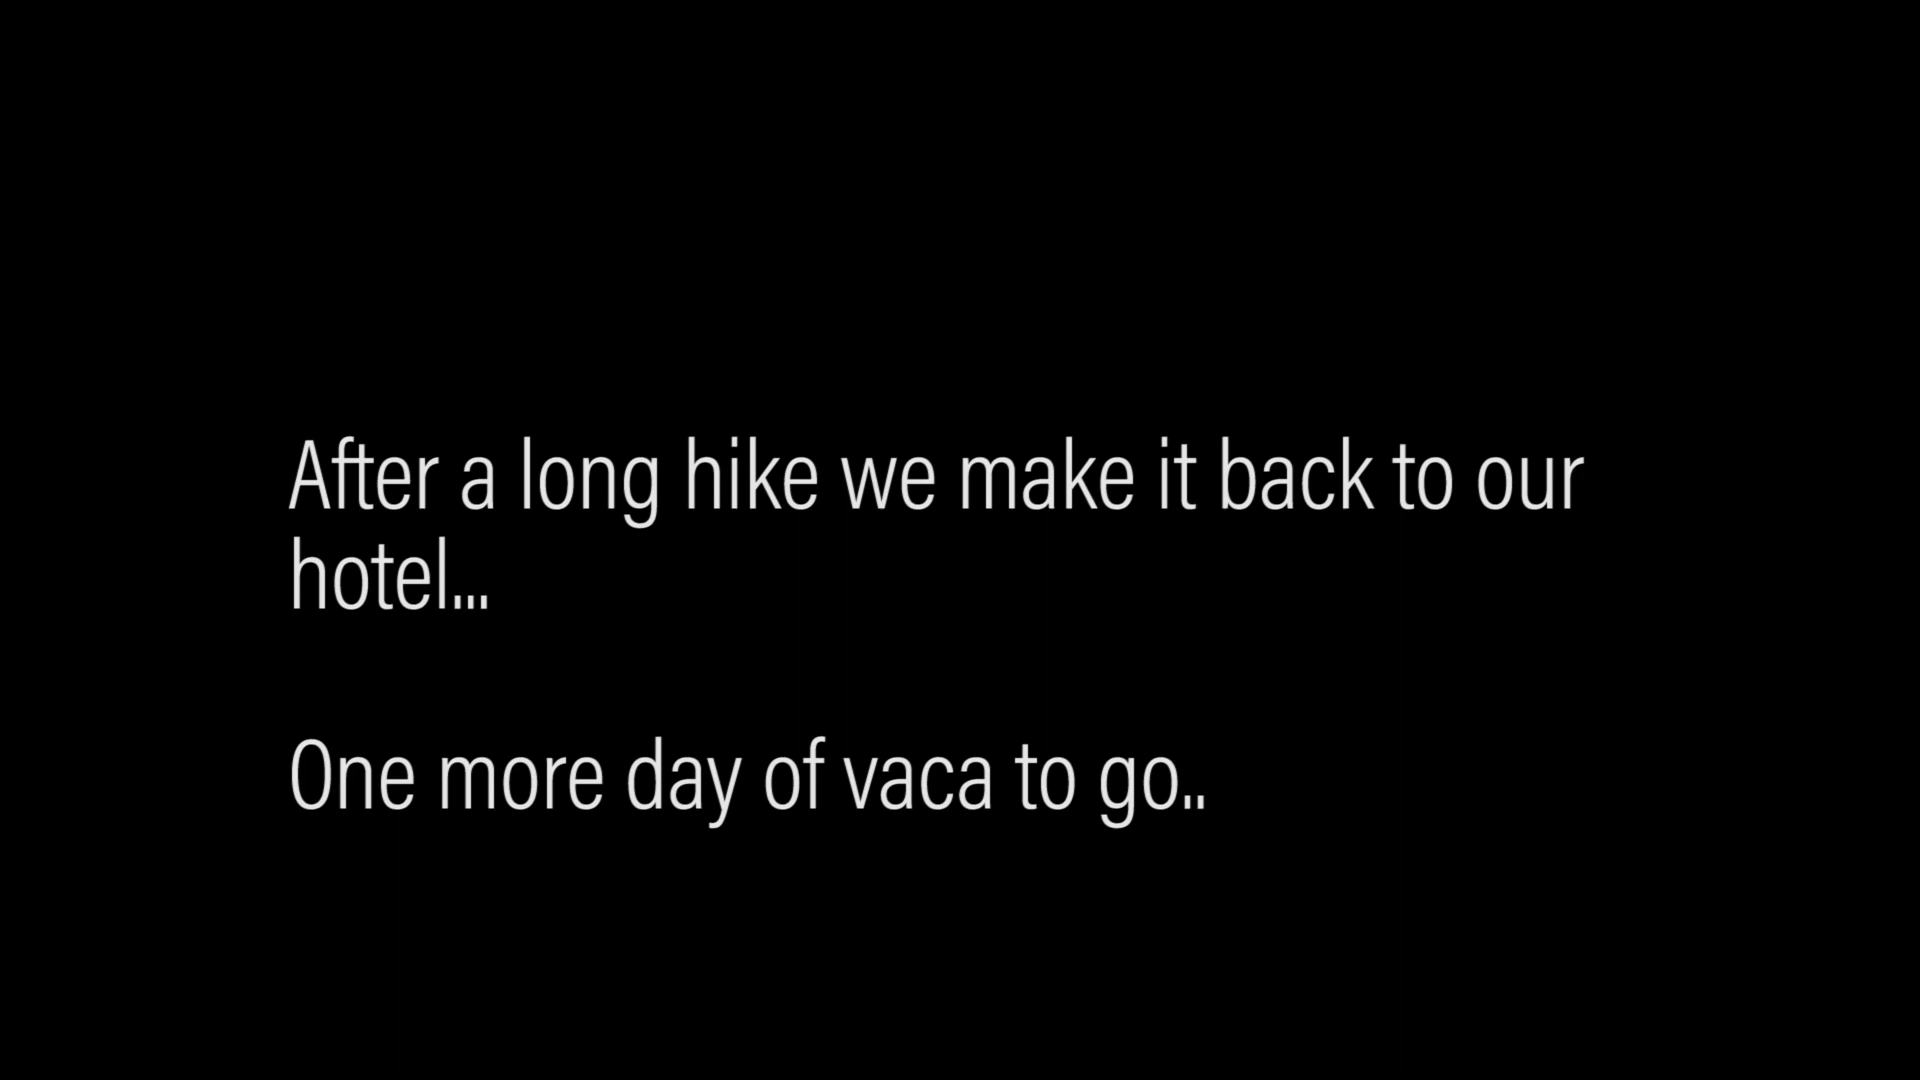 After a long hike we make it back to our
hotel...
One more day of vaca to go..